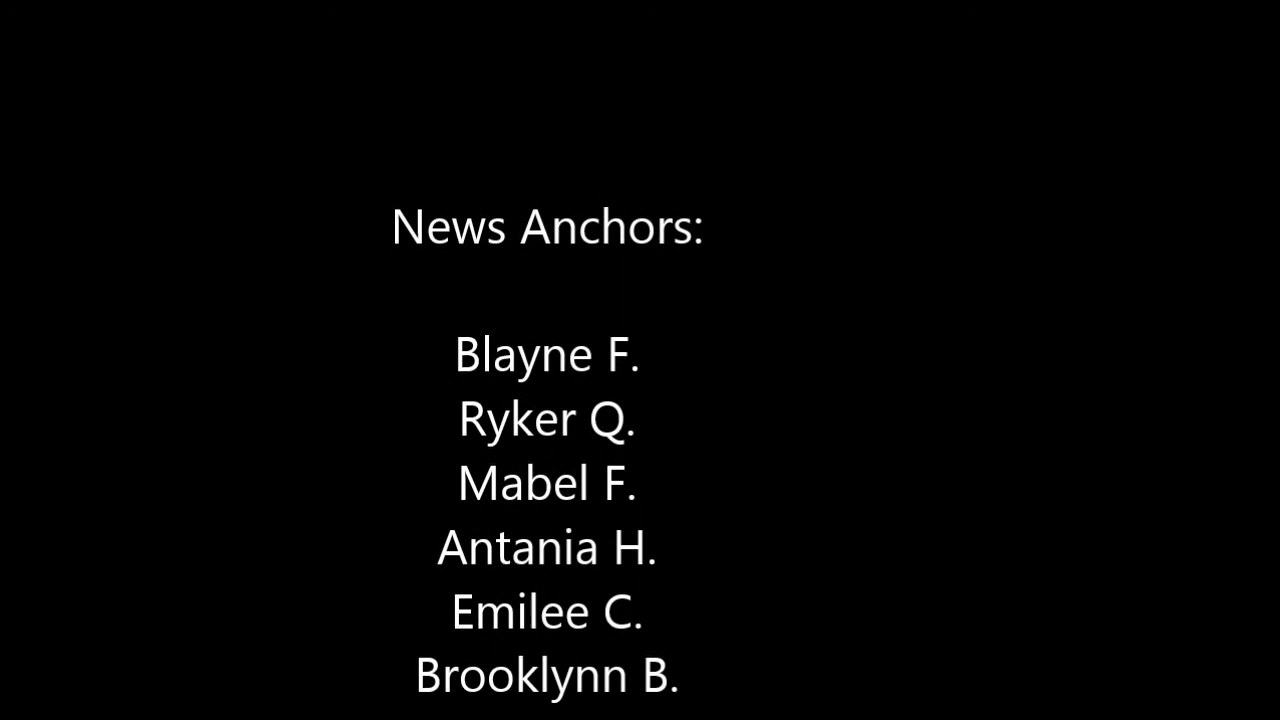 News Anchors:
Blayne F.
Ryker Q.
Mabel F.
Antania H.
Emilee C.
Brooklynn B.